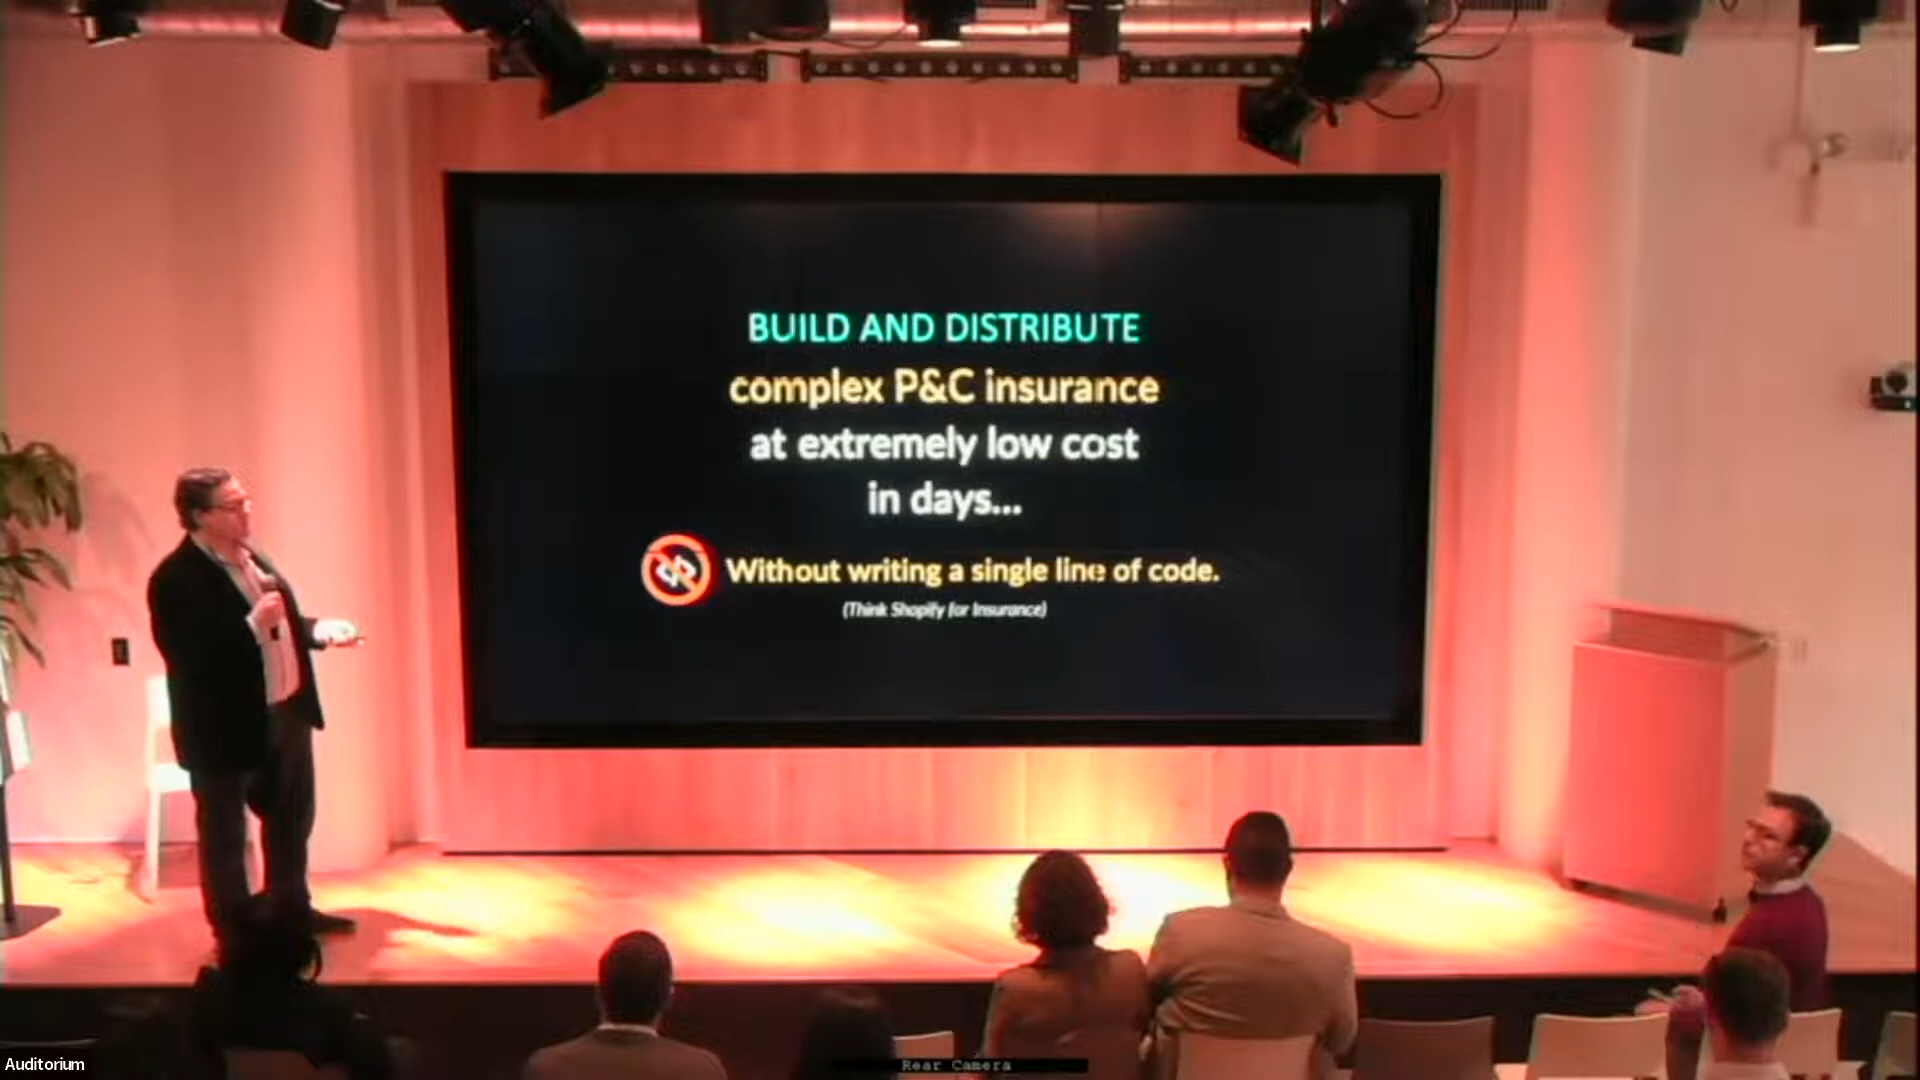 BUILD AND DISTRIBUTE
complex P&C insurance
at extremely low cost
in days...
Without writing a single line of code.
(Think Shopify for Insurance)
Auditorium
Rear Camera